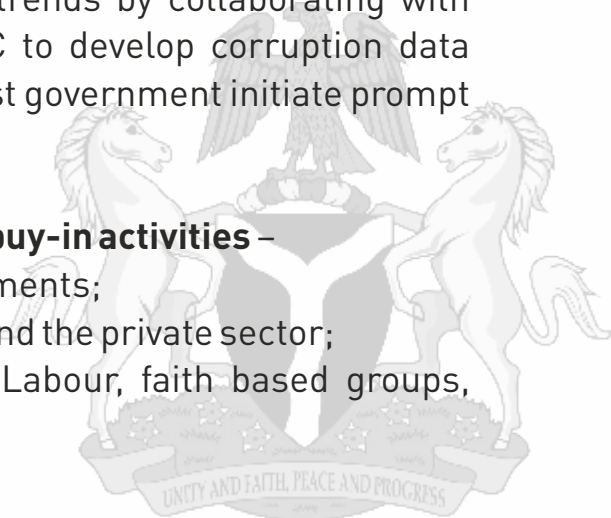 trends by collaborating with
C to develop corruption data
st government initiate prompt
buy-in activities –
ments;
nd the private sector;
Labour, faith based groups,
UNITY AND FAITH, PEACE AND PROGRESS